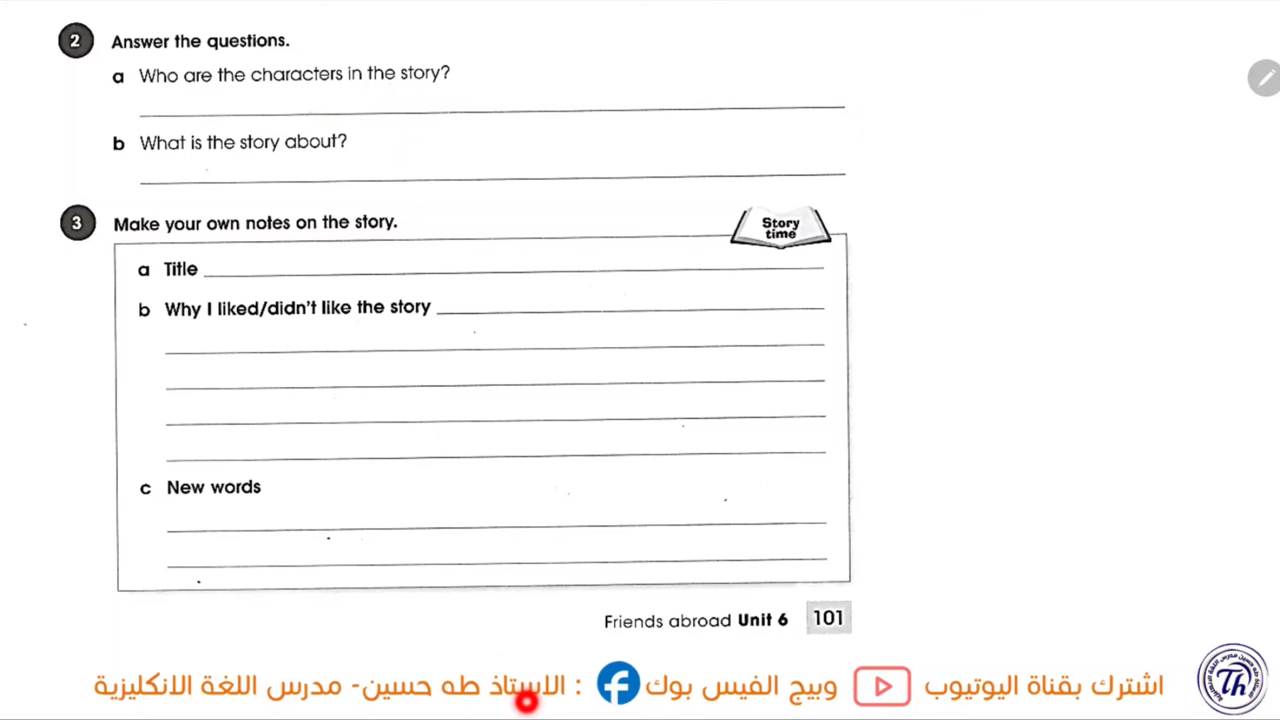 2 Answer the questions.
a Who are the characters in the story?
b What is the story about?
3 Make your own notes on the story.
Story
time
a Title
b Why I liked/didn't like the story
c New words
Friends abroad Unit 6 101
اشترك بقناة اليوتيوب وبيج الفيس بوك : الاستاذ طه حسين- مدرس اللغة الانكليزية
Th